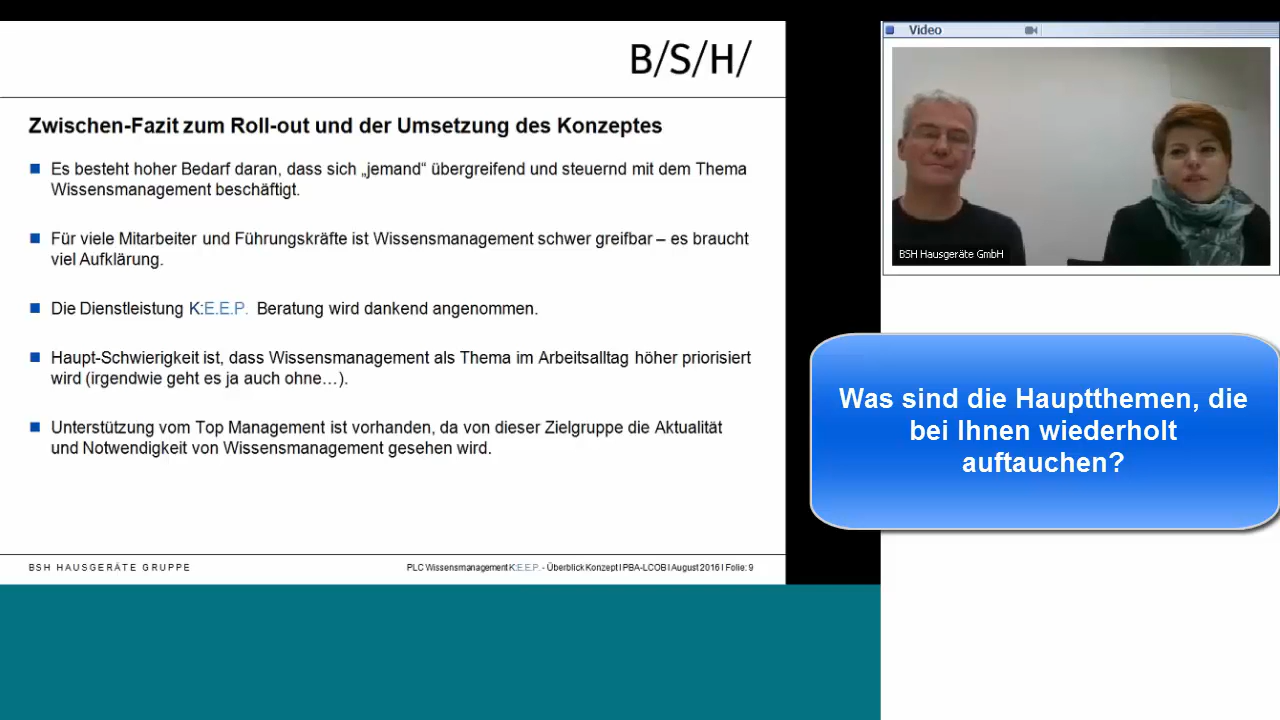 B/S/H/
Zwischen-Fazit zum Roll-out und der Umsetzung des Konzeptes
Es besteht hoher Bedarf daran, dass sich „jemand“ übergreifend und steuernd mit dem Thema
Wissensmanagement beschäftigt.
Für viele Mitarbeiter und Führungskräfte ist Wissensmanagement schwer greifbar – es braucht
viel Aufklärung.
Die Dienstleistung K:E.E.P. Beratung wird dankend angenommen.
Haupt-Schwierigkeit ist, dass Wissensmanagement als Thema im Arbeitsalltag höher priorisiert
wird (irgendwie geht es ja auch ohne…).
Unterstützung vom Top Management ist vorhanden, da von dieser Zielgruppe die Aktualität
und Notwendigkeit von Wissensmanagement gesehen wird.
BSH HAUSGERÄTE GRUPPE
PLC Wissensmanagement K:E.E.P. - Überblick Konzept I PBA-LCOB I August 2016 I Folie: 9
Video
BSH Hausgeräte GmbH
Was sind die Hauptthemen, die
bei Ihnen wiederholt
auftauchen?